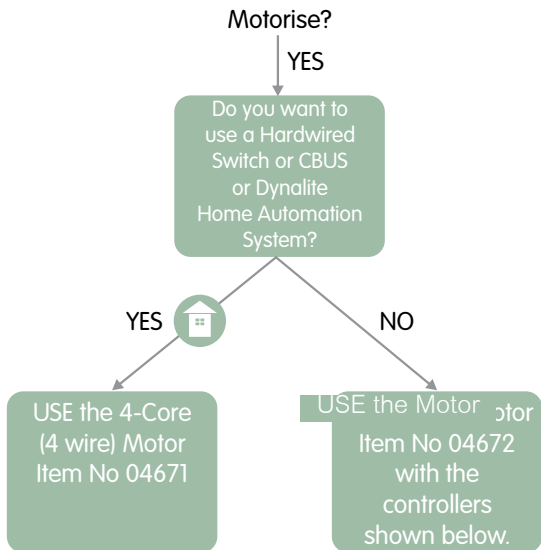 Motorise?
YES
Do you want to
use a Hardwired
Switch or CBUS
or Dynalite
Home Automation
System?
YES
NO
USE the 4-Core
(4 wire) Motor
Item No 04671
USE the Motor
Item No 04672
with the
controllers
shown below.